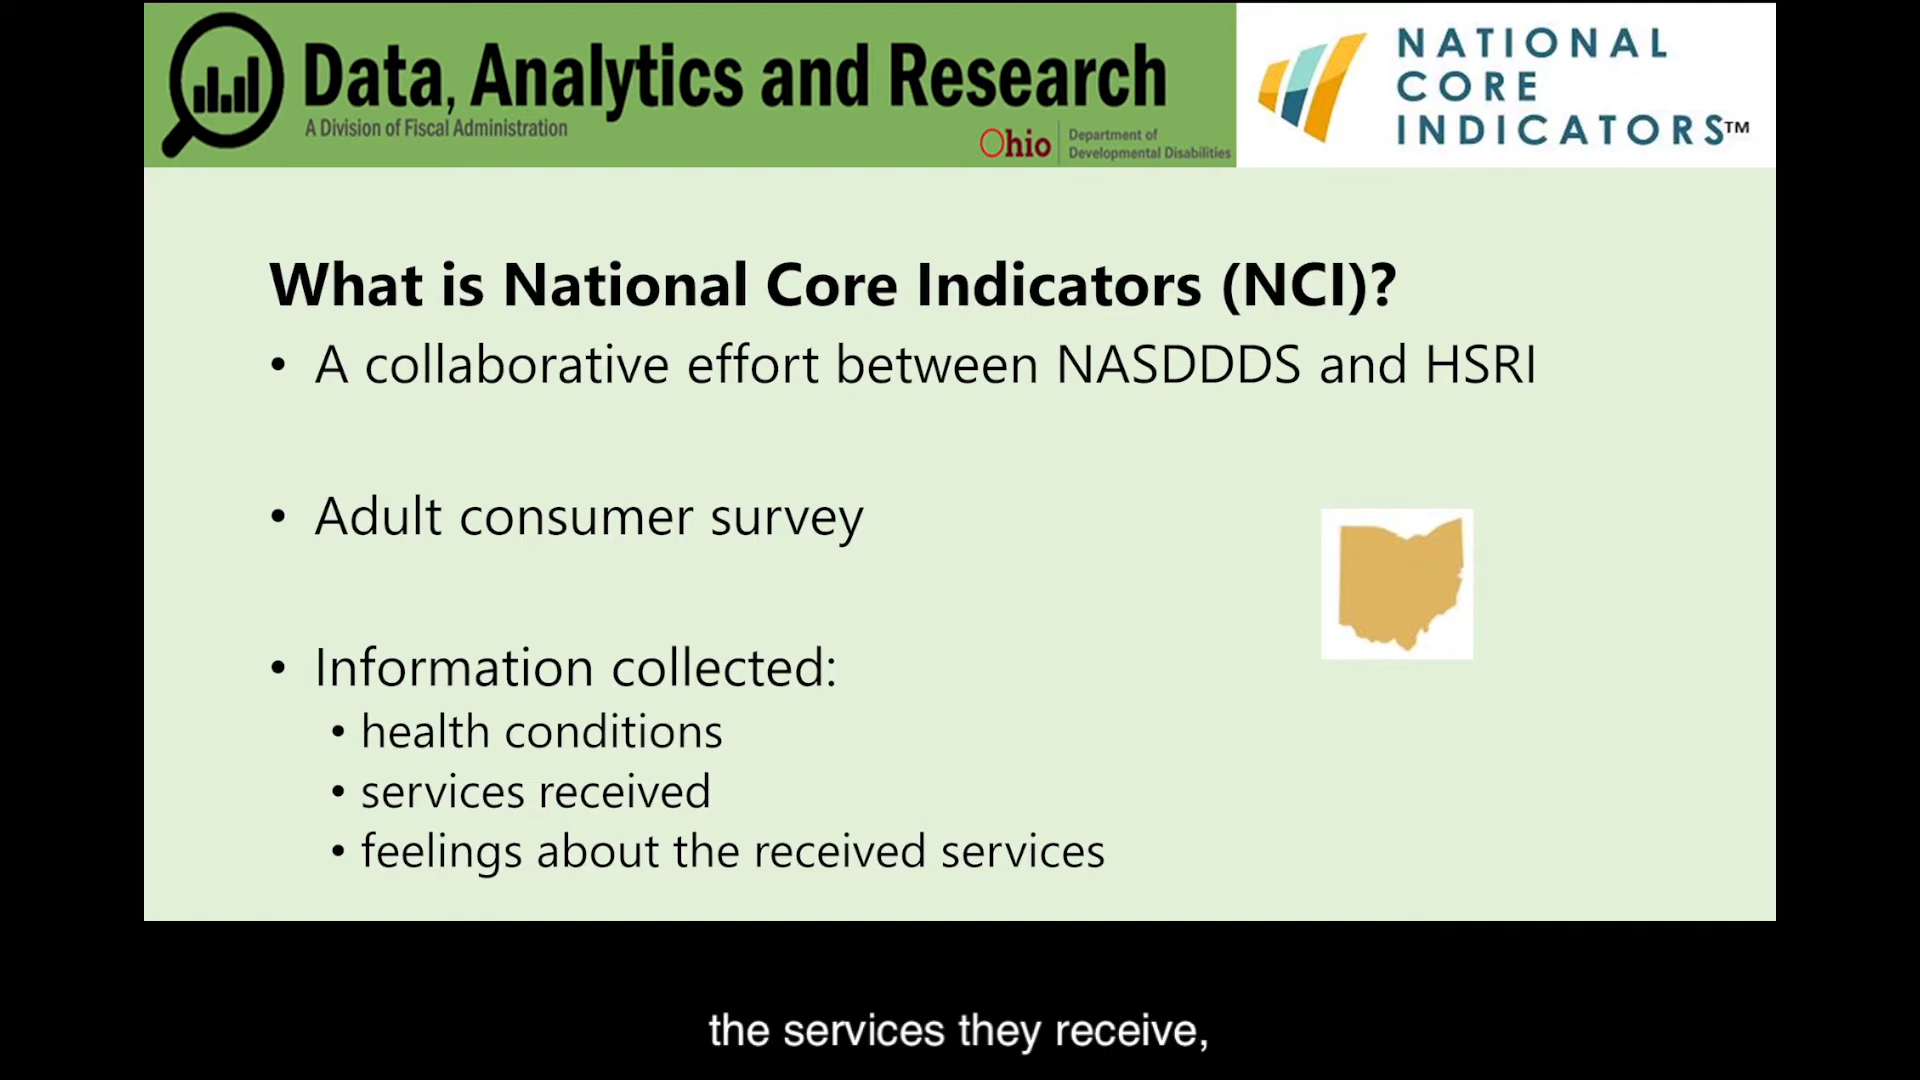 Data, Analytics and Research
A Division of Fiscal Administration
Ohio
Department of
Developmental Disabilities
NATIONAL
CORE
INDICATORS™
What is National Core Indicators (NCI)?
• A collaborative effort between NASDDDS and HSRI
• Adult consumer survey
• Information collected:
• health conditions
• services received
• feelings about the received services
the services they receive,